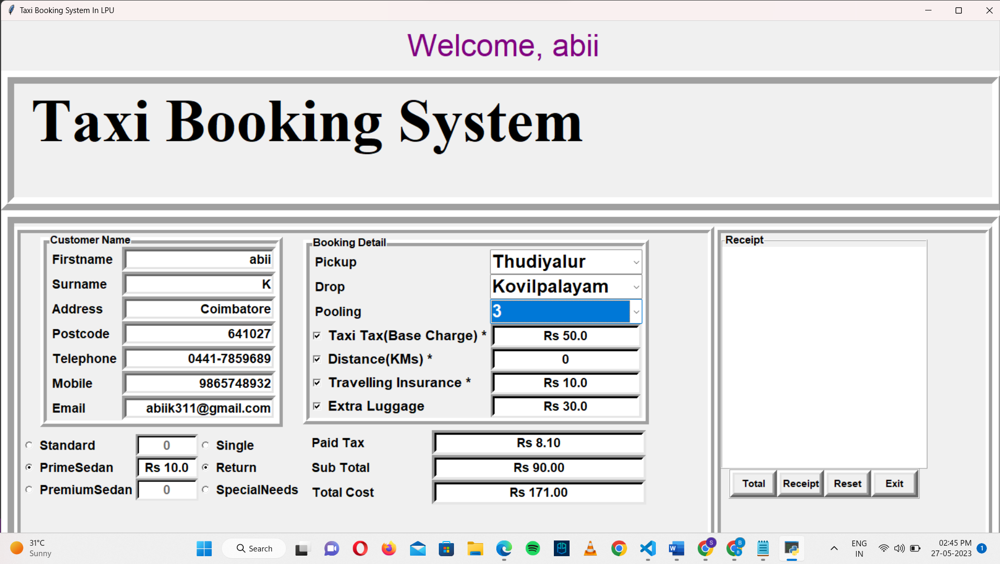 Taxi Booking System In LPU
Welcome, abii
Taxi Booking System
Customer Name
Firstname abii
Surname K
Address Coimbatore
Postcode 641027
Telephone 0441-7859689
Mobile 9865748932
Email abiik311@gmail.com
Booking Detail
Pickup Thudiyalur
Drop Kovilpalayam
Pooling 3
Taxi Tax(Base Charge) * Rs 50.0
Distance(KMs) * 0
Travelling Insurance * Rs 10.0
Extra Luggage Rs 30.0
Standard 0 Single
PrimeSedan Rs 10.0 Return
PremiumSedan 0 SpecialNeeds
Paid Tax Rs 8.10
Sub Total Rs 90.00
Total Cost Rs 171.00
Receipt
Total Receipt Reset Exit
31°C
Sunny
Search
S
B
B
W
ENG
IN
02:45 PM
27-05-2023
1